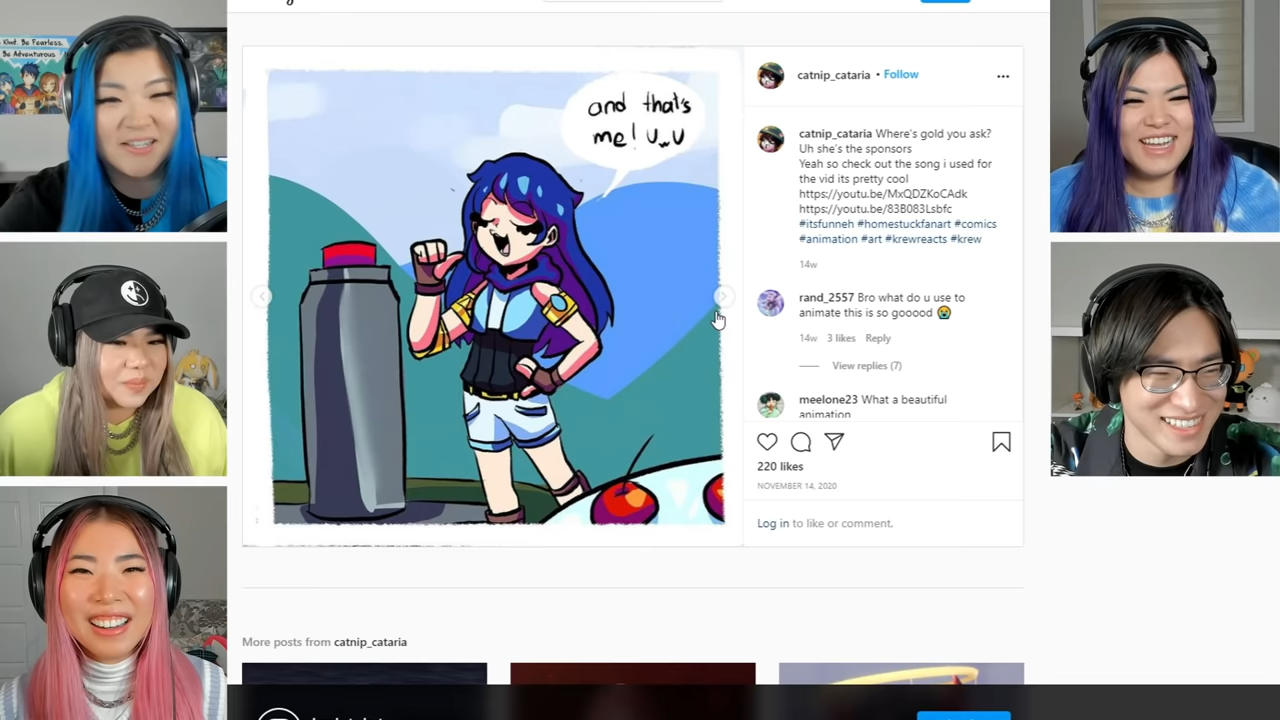 Kind. Be Fearless.
Be Adventurous
and that's
me! UwU
catnip_cataria • Follow
catnip_cataria Where's gold you ask?
Uh she's the sponsors
Yeah so check out the song i used for
the vid its pretty cool
https://youtu.be/MxQDZKoCAdk
https://youtu.be/83B083Lsbfc
#itsfunneh #homestuckfanart #comics
#animation #art #krewreacts #krew
14w
rand_2557 Bro what do u use to
animate this is so gooood 😭
14w 3 likes Reply
View replies (7)
meelone23 What a beautiful
animation
220 likes
NOVEMBER 14, 2020
Log in to like or comment.
More posts from catnip_cataria